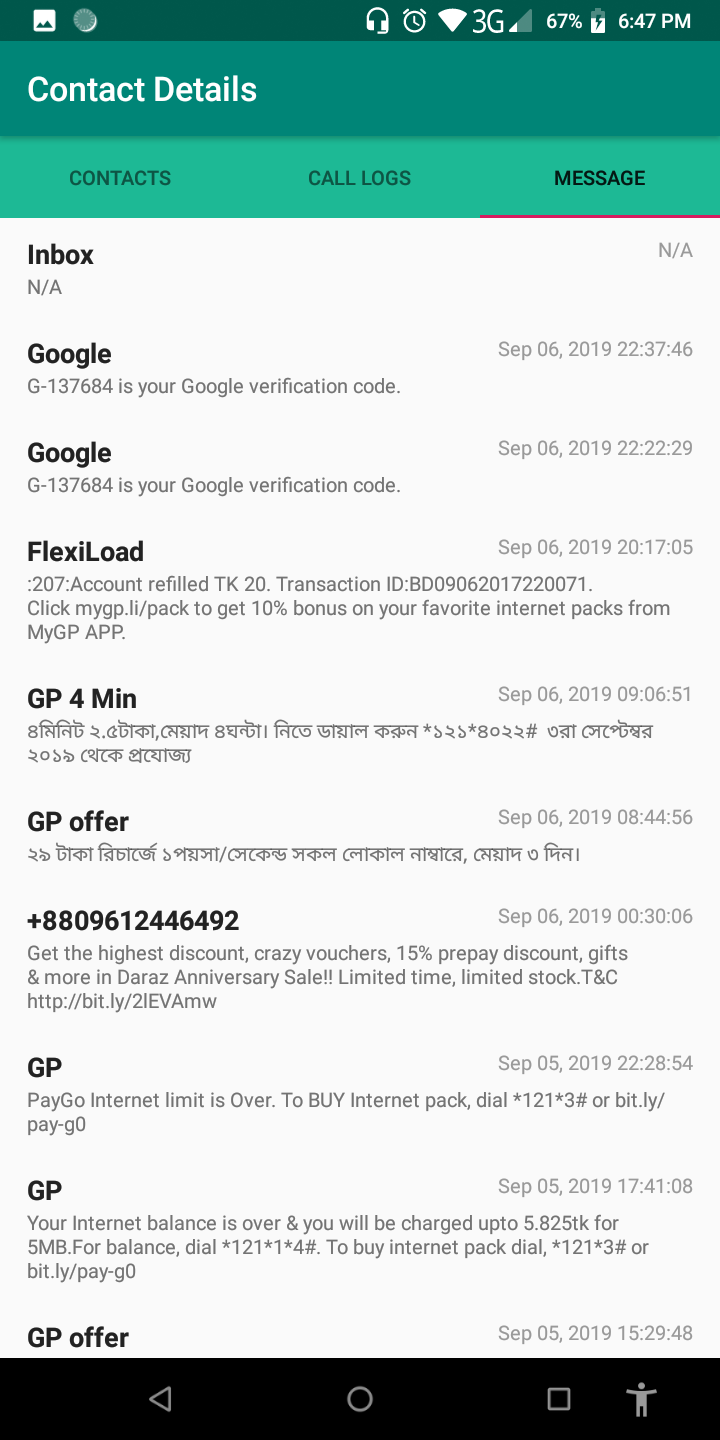 3G 67% 6:47 PM
Contact Details
CONTACTS CALL LOGS MESSAGE
Inbox N/A
N/A
Google Sep 06, 2019 22:37:46
G-137684 is your Google verification code.
Google Sep 06, 2019 22:22:29
G-137684 is your Google verification code.
FlexiLoad Sep 06, 2019 20:17:05
:207:Account refilled TK 20. Transaction ID:BD09062017220071.
Click mygp.li/pack to get 10% bonus on your favorite internet packs from
MyGP APP.
GP 4 Min Sep 06, 2019 09:06:51
৪মিনিট ২.৫টাকা,মেয়াদ ৪ঘন্টা। নিতে ডায়াল করুন *১২১*৪০২২# ৩রা সেপ্টেম্বর
২০১৯ থেকে প্রযোজ্য
GP offer Sep 06, 2019 08:44:56
২৯ টাকা রিচার্জে ১পয়সা/সেকেন্ড সকল লোকাল নাম্বারে, মেয়াদ ৩ দিন।
+8809612446492 Sep 06, 2019 00:30:06
Get the highest discount, crazy vouchers, 15% prepay discount, gifts
& more in Daraz Anniversary Sale!! Limited time, limited stock.T&C
http://bit.ly/2lEVAmw
GP Sep 05, 2019 22:28:54
PayGo Internet limit is Over. To BUY Internet pack, dial *121*3# or bit.ly/
pay-g0
GP Sep 05, 2019 17:41:08
Your Internet balance is over & you will be charged upto 5.825tk for
5MB.For balance, dial *121*1*4#. To buy internet pack dial, *121*3# or
bit.ly/pay-g0
GP offer Sep 05, 2019 15:29:48